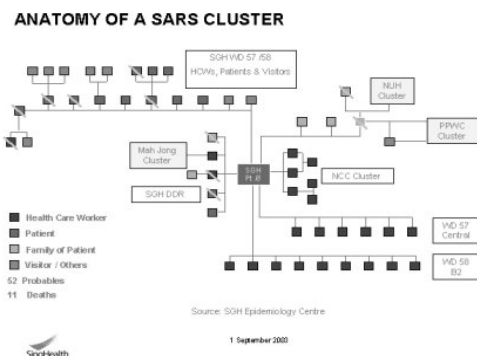 ANATOMY OF A SARS CLUSTER
SGH WD 57 /58
HCWs, Patients & Visitors
NUH
Cluster
PPWC
Cluster
Mah Jong
Cluster
SGH
Pt Ø
NCC Cluster
SGH DDR
WD 57
Central
Health Care Worker
Patient
Family of Patient
Visitor / Others
52 Probables
11 Deaths
WD 58
B2
Source: SGH Epidemiology Centre
1 September 2003
SingHealth